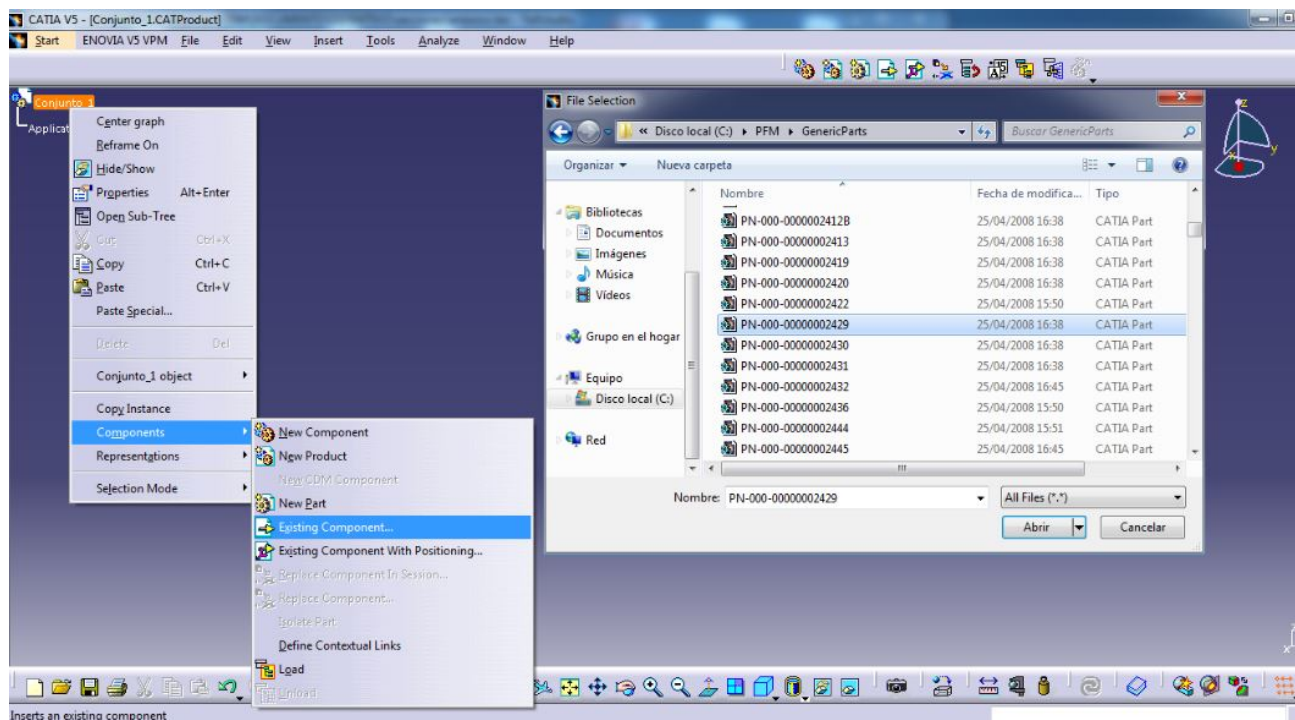 CATIA V5 - [Conjunto_1.CATProduct]
Start ENOVIA V5 VPM File Edit View Insert Tools Analyze Window Help
Conjunto_1
Applicat
Center graph
Reframe On
Hide/Show
Properties Alt+Enter
Open Sub-Tree
Cut Ctrl+X
Copy Ctrl+C
Paste Ctrl+V
Paste Special...
Delete Del
Conjunto_1 object
Copy Instance
Components
Representations
Selection Mode
New Component
New Product
New CDM Component
New Part
Existing Component...
Existing Component With Positioning...
Replace Component In Session...
Replace Component...
Isolate Part
Define Contextual Links
Load
Unload
File Selection
« Disco local (C:) PFM GenericParts Buscar GenericParts
Organizar Nueva carpeta
Bibliotecas
Documentos
Imágenes
Música
Vídeos
Grupo en el hogar
Equipo
Disco local (C:)
Red
Nombre Fecha de modifica... Tipo
PN-000-00000002412B 25/04/2008 16:38 CATIA Part
PN-000-00000002413 25/04/2008 16:38 CATIA Part
PN-000-00000002419 25/04/2008 16:38 CATIA Part
PN-000-00000002420 25/04/2008 16:38 CATIA Part
PN-000-00000002422 25/04/2008 15:50 CATIA Part
PN-000-00000002429 25/04/2008 16:38 CATIA Part
PN-000-00000002430 25/04/2008 16:38 CATIA Part
PN-000-00000002431 25/04/2008 16:38 CATIA Part
PN-000-00000002432 25/04/2008 16:45 CATIA Part
PN-000-00000002436 25/04/2008 15:50 CATIA Part
PN-000-00000002444 25/04/2008 15:51 CATIA Part
PN-000-00000002445 25/04/2008 16:45 CATIA Part
Nombre: PN-000-00000002429 All Files (*.*)
Abrir Cancelar
z
y
x
Inserts an existing component